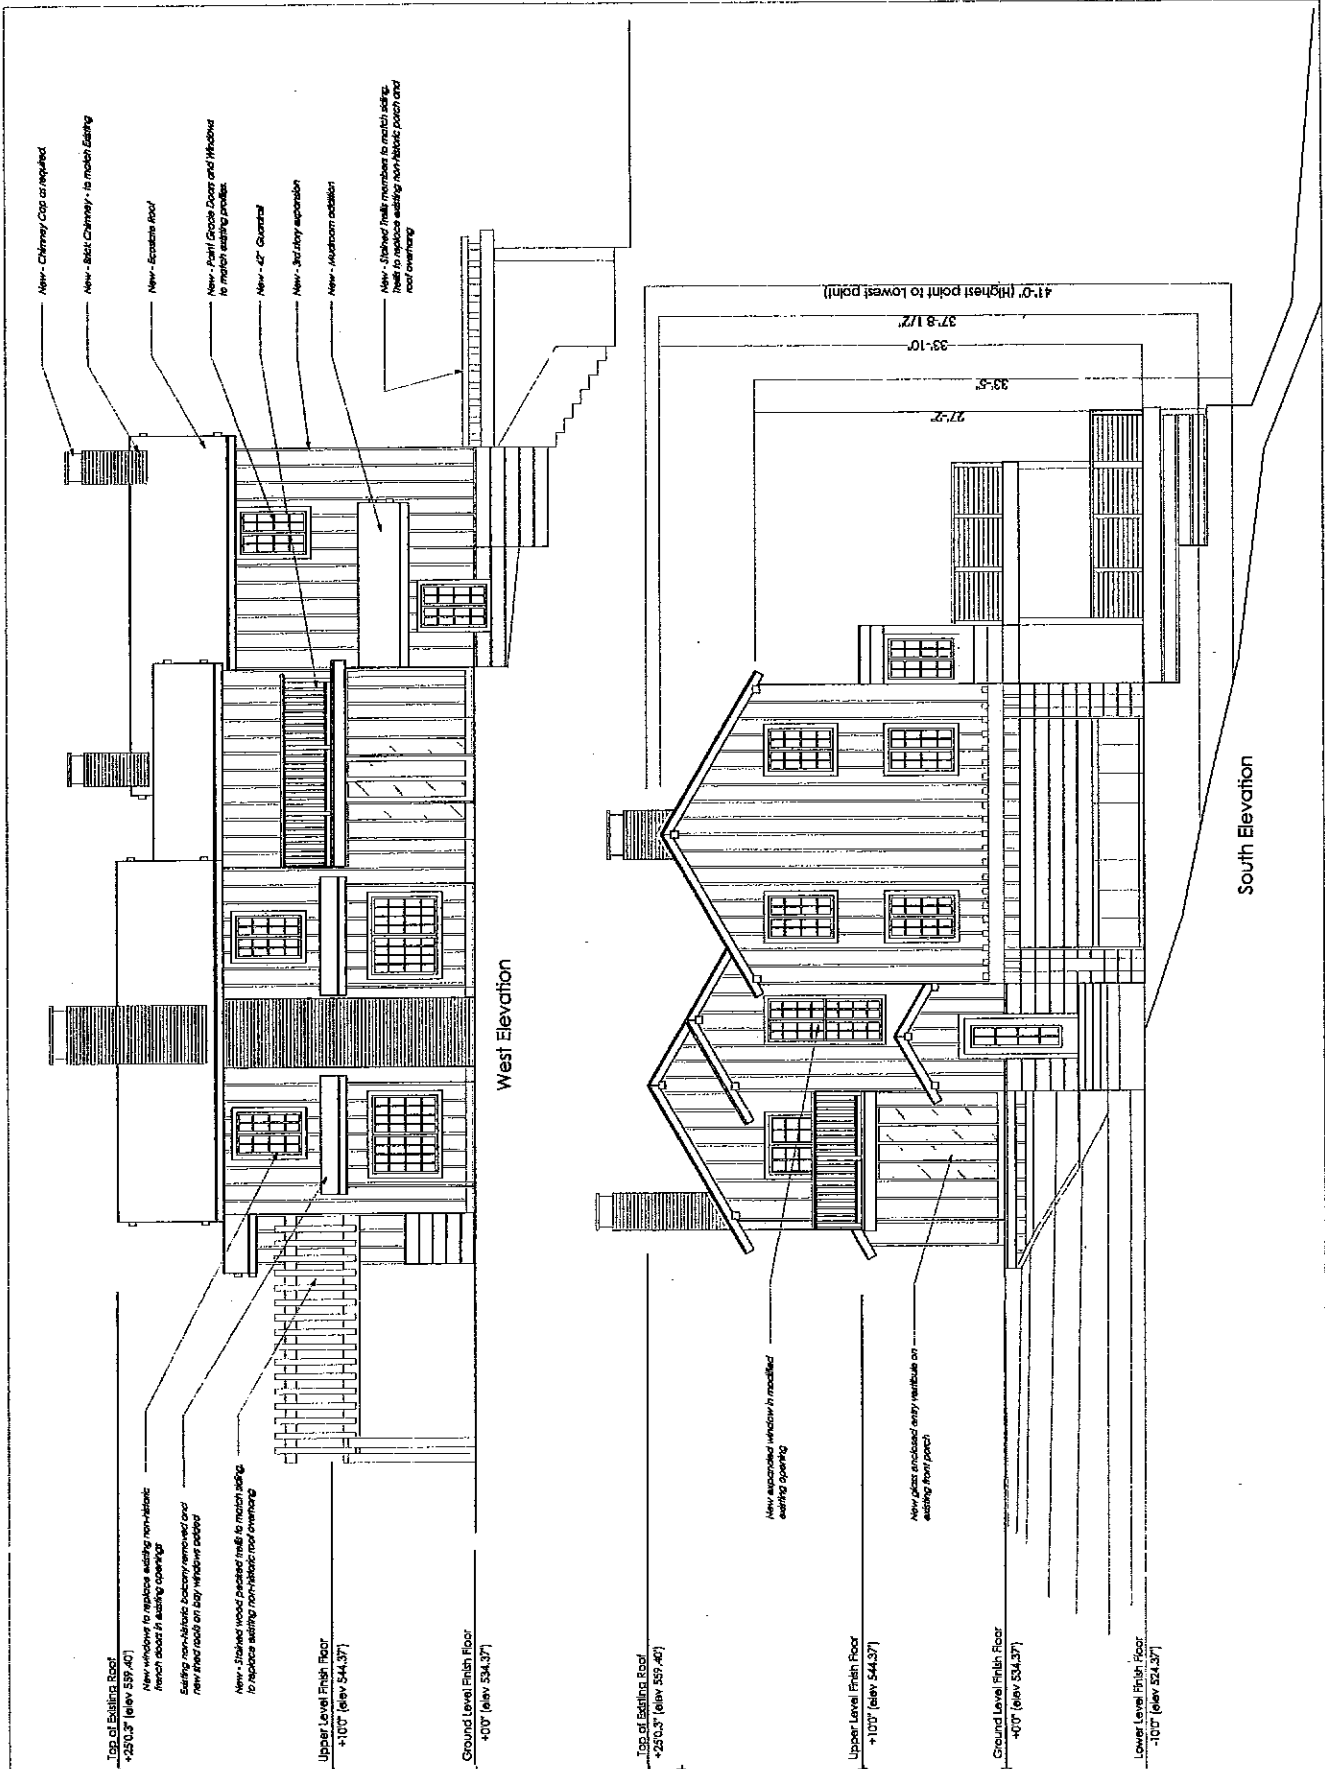 New - Chimney Cap as required
New - Brick Chimney - to match Existing
New - Ecoslate Roof
New - Paint Grade Doors and Windows
to match existing profiles.
New - 42" Guardrail
New - 3rd story expansion
New - Mudroom addition
New - Stained Trellis members to match siding.
Trellis to replace existing non-historic porch and
roof overhang
Top of Existing Roof
+25'0.3" (elev 559.40')
New windows to replace existing non-historic
french doors in existing openings
Existing non-historic balcony removed and
new shed roofs on bay windows added
New - Stained wood trellis to match siding,
to replace existing non-historic roof overhang
Upper Level Finish Floor
+10'0" (elev 544.37')
Ground Level Finish Floor
+0'0" (elev 534.37')
West Elevation
41'-0" (Highest point to Lowest point)
37'-8 1/2"
33'-10"
33'-5"
27'-2"
Top of Existing Roof
+25'0.3" (elev 559.40')
New expanded window in modified
existing opening
Upper Level Finish Floor
+10'0" (elev 544.37')
New glass enclosed entry vestibule on
existing front porch
Ground Level Finish Floor
+0'0" (elev 534.37')
Lower Level Finish Floor
-10'0" (elev 524.37')
South Elevation